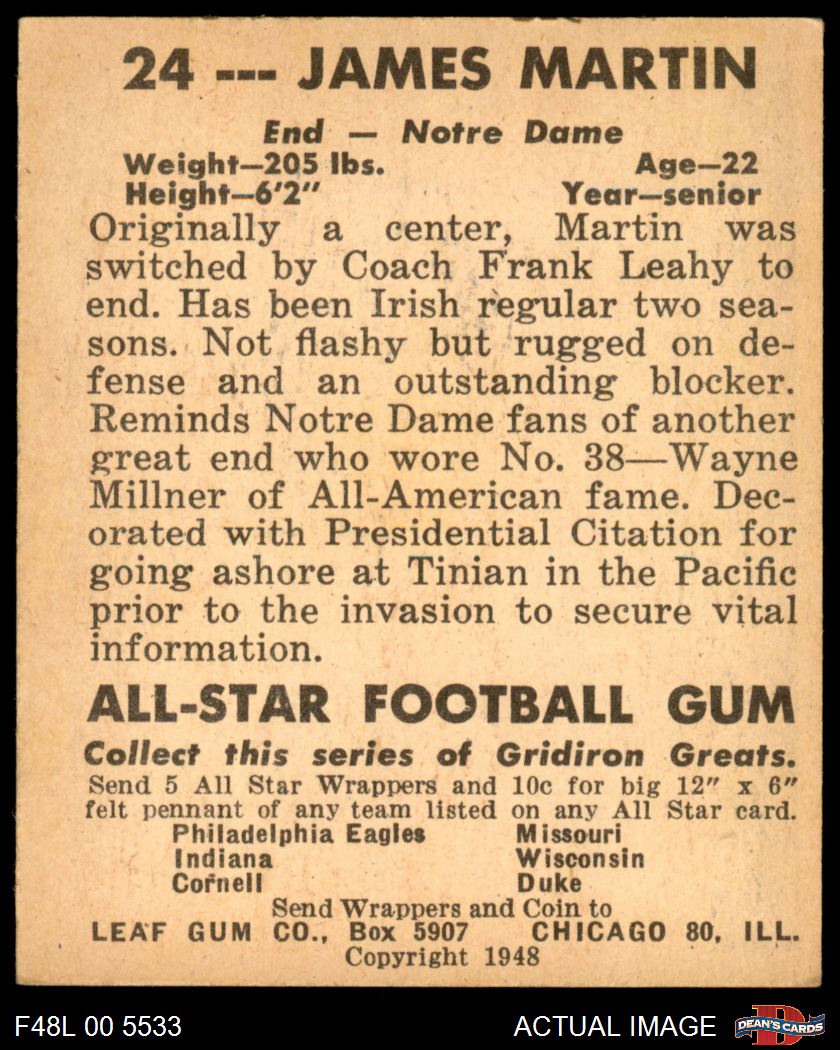 24 --- JAMES MARTIN
End — Notre Dame
Weight—205 lbs. Age—22
Height—6'2" Year—senior
Originally a center, Martin was
switched by Coach Frank Leahy to
end. Has been Irish regular two sea-
sons. Not flashy but rugged on de-
fense and an outstanding blocker.
Reminds Notre Dame fans of another
great end who wore No. 38—Wayne
Millner of All-American fame. Dec-
orated with Presidential Citation for
going ashore at Tinian in the Pacific
prior to the invasion to secure vital
information.
ALL-STAR FOOTBALL GUM
Collect this series of Gridiron Greats.
Send 5 All Star Wrappers and 10c for big 12" x 6"
felt pennant of any team listed on any All Star card.
Philadelphia Eagles Missouri
Indiana Wisconsin
Cornell Duke
Send Wrappers and Coin to
LEAF GUM CO., Box 5907 CHICAGO 80, ILL.
Copyright 1948
F48L 00 5533 ACTUAL IMAGE D DEAN'S CARDS